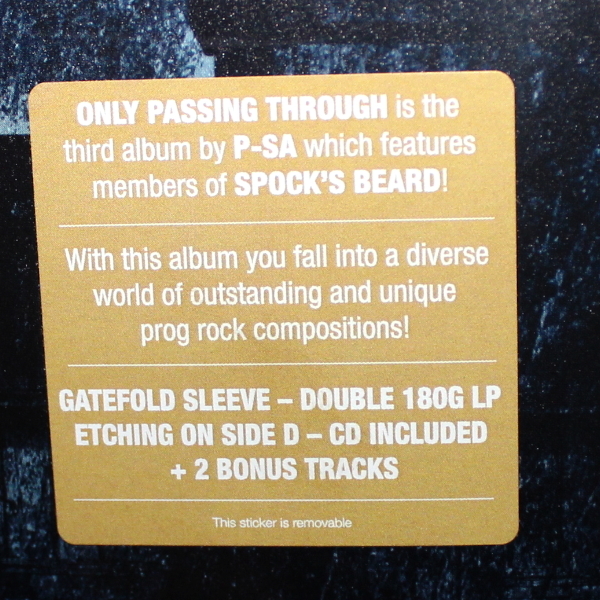 ONLY PASSING THROUGH is the
third album by P-SA which features
members of SPOCK'S BEARD!
With this album you fall into a diverse
world of outstanding and unique
prog rock compositions!
GATEFOLD SLEEVE – DOUBLE 180G LP
ETCHING ON SIDE D – CD INCLUDED
+ 2 BONUS TRACKS
This sticker is removable